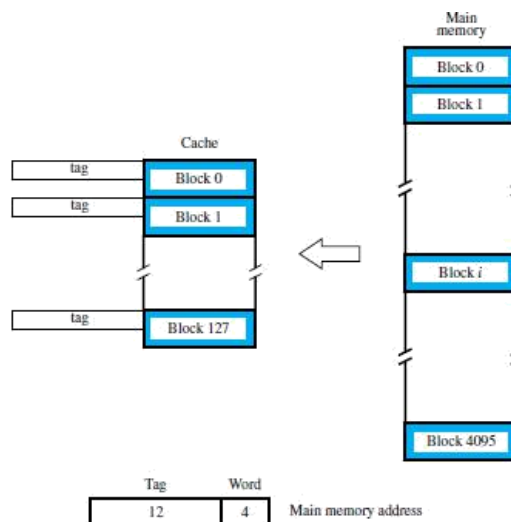 Main
memory
Block 0
Block 1
Cache
tag
Block 0
tag
Block 1
Block i
tag
Block 127
Block 4095
Tag Word
12 4 Main memory address